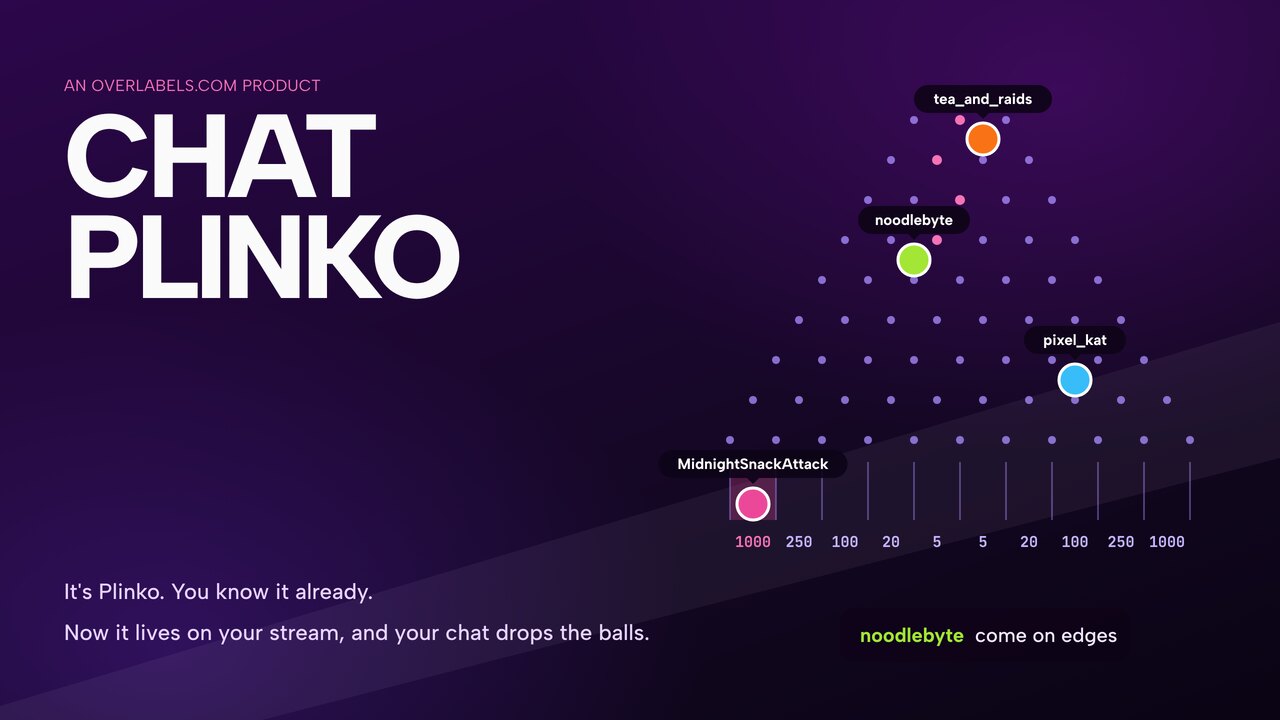 AN OVERLABELS.COM PRODUCT
CHAT
PLINKO
tea_and_raids
noodlebyte
pixel_kat
MidnightSnackAttack
1000 250 100 20 5 5 20 100 250 1000
It's Plinko. You know it already.
Now it lives on your stream, and your chat drops the balls.
noodlebyte come on edges